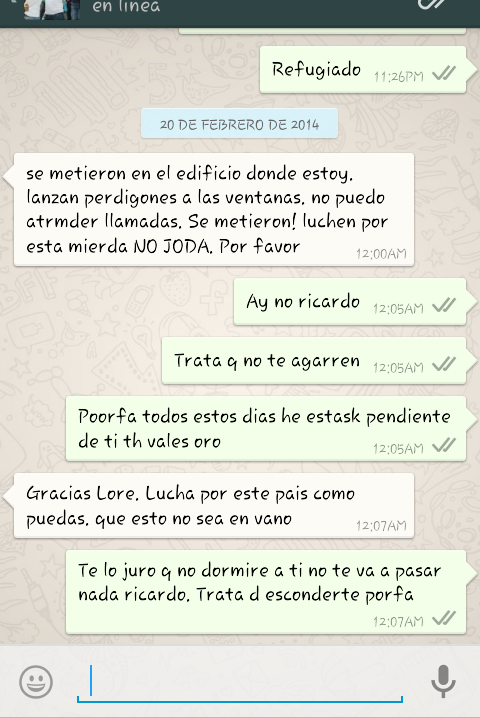 en línea
Refugiado 11:26PM
20 DE FEBRERO DE 2014
se metieron en el edificio donde estoy,
lanzan perdigones a las ventanas, no puedo
atrmder llamadas, Se metieron! luchen por
esta mierda NO JODA, Por favor
12:00AM
Ay no ricardo 12:05AM
Trata q no te agarren 12:05AM
Poorfa todos estos dias he estask pendiente
de ti th vales oro
12:05AM
Gracias Lore, Lucha por este pais como
puedas, que esto no sea en vano
12:07AM
Te lo juro q no dormire a ti no te va a pasar
nada ricardo, Trata d esconderte porfa
12:07AM